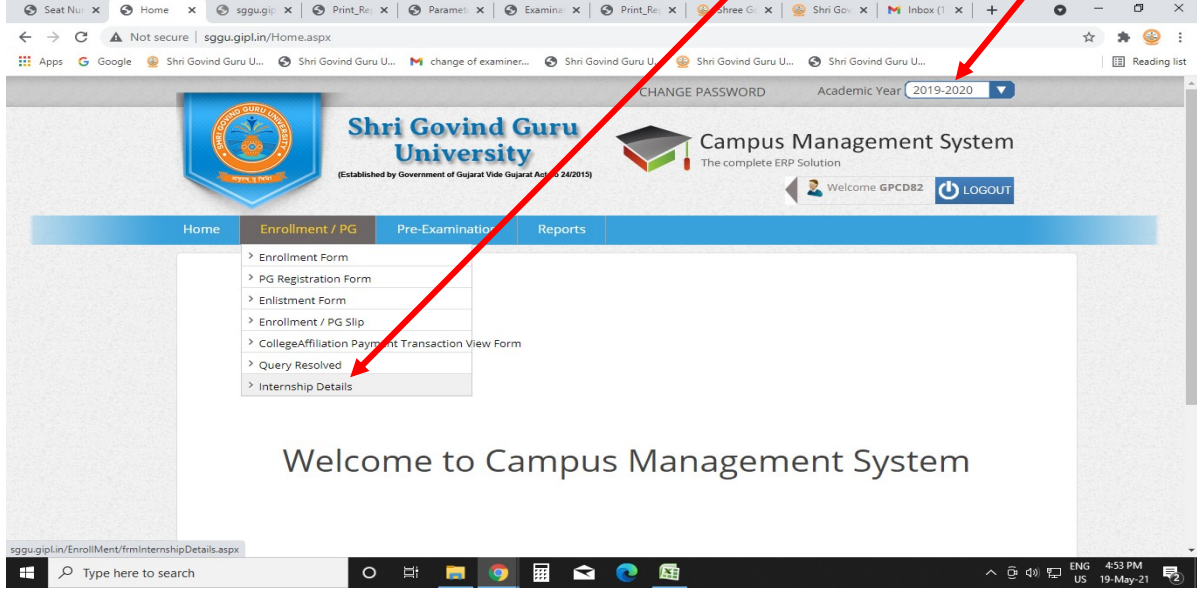 Seat Nur
Home
sggu.gip
Print_Re
Paramet
Examina
Print_Re
Shree G
Shri Gov
Inbox (1
Not secure | sggu.gipl.in/Home.aspx
Apps Google Shri Govind Guru U... Shri Govind Guru U... change of examiner... Shri Govind Guru U... Shri Govind Guru U... Shri Govind Guru U... Reading list
CHANGE PASSWORD Academic Year 2019-2020
SHRI GOVIND GURU UNIVERSITY
Shri Govind Guru
University
(Established by Government of Gujarat Vide Gujarat Act 24/2015)
Campus Management System
The complete ERP Solution
Welcome GPCD82 LOGOUT
Home Enrollment / PG Pre-Examination Reports
> Enrollment Form
> PG Registration Form
> Enlistment Form
> Enrollment / PG Slip
> CollegeAffiliation Payment Transaction View Form
> Query Resolved
> Internship Details
Welcome to Campus Management System
sggu.gipl.in/EnrollMent/frmInternshipDetails.aspx
Type here to search
ENG
US
4:53 PM
19-May-21
2